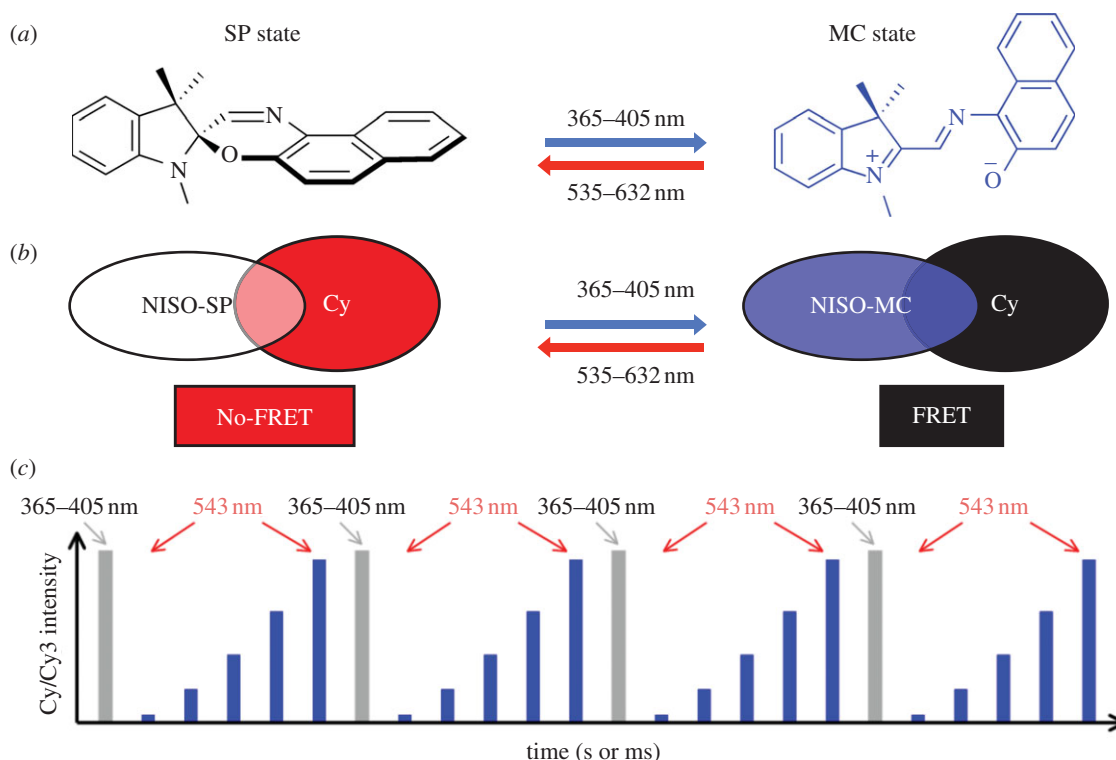 (a)
SP state
MC state
N
O
N
365–405 nm
535–632 nm
N
+
N
−
O
(b)
NISO-SP
Cy
365–405 nm
535–632 nm
NISO-MC
Cy
No-FRET
FRET
(c)
365–405 nm
543 nm
365–405 nm
543 nm
365–405 nm
543 nm
365–405 nm
543 nm
Cy/Cy3 intensity
time (s or ms)